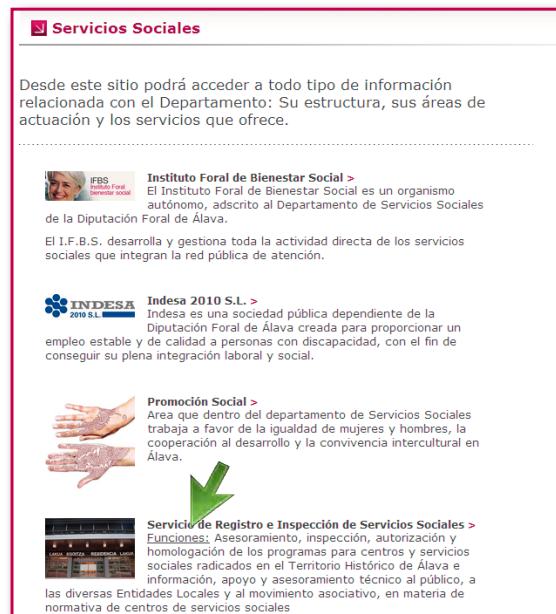 Servicios Sociales
Desde este sitio podrá acceder a todo tipo de información
relacionada con el Departamento: Su estructura, sus áreas de
actuación y los servicios que ofrece.
IFBS
Instituto Foral
bienestar social
Instituto Foral de Bienestar Social >
El Instituto Foral de Bienestar Social es un organismo
autónomo, adscrito al Departamento de Servicios Sociales
de la Diputación Foral de Álava.
El I.F.B.S. desarrolla y gestiona toda la actividad directa de los servicios
sociales que integran la red pública de atención.
INDESA
2010 S.L.
Indesa 2010 S.L. >
Indesa es una sociedad pública dependiente de la
Diputación Foral de Álava creada para proporcionar un
empleo estable y de calidad a personas con discapacidad, con el fin de
conseguir su plena integración laboral y social.
Promoción Social >
Area que dentro del departamento de Servicios Sociales
trabaja a favor de la igualdad de mujeres y hombres, la
cooperación al desarrollo y la convivencia intercultural en
Álava.
LAKUA EGOITZA RESIDENCIA LAKUA
Servicio de Registro e Inspección de Servicios Sociales >
Funciones: Asesoramiento, inspección, autorización y
homologación de los programas para centros y servicios
sociales radicados en el Territorio Histórico de Álava e
información, apoyo y asesoramiento técnico al público, a
las diversas Entidades Locales y al movimiento asociativo, en materia de
normativa de centros de servicios sociales